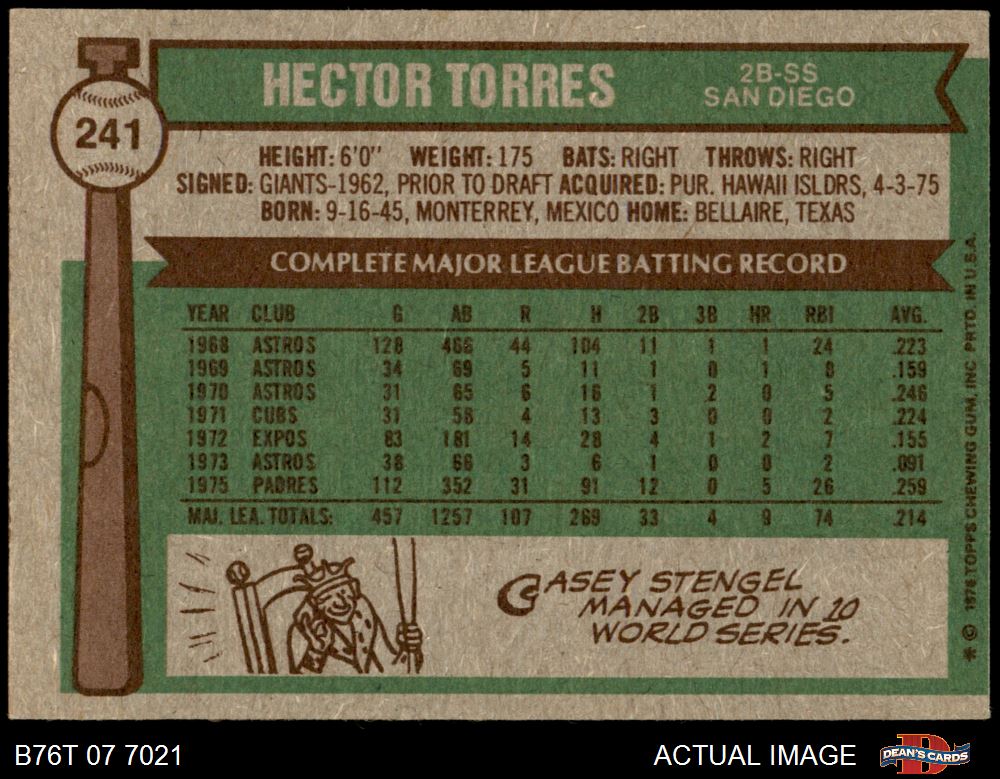 HECTOR TORRES
2B-SS
SAN DIEGO
241
HEIGHT: 6'0" WEIGHT: 175 BATS: RIGHT THROWS: RIGHT
SIGNED: GIANTS-1962, PRIOR TO DRAFT ACQUIRED: PUR. HAWAII ISLDRS, 4-3-75
BORN: 9-16-45, MONTERREY, MEXICO HOME: BELLAIRE, TEXAS
COMPLETE MAJOR LEAGUE BATTING RECORD
YEAR CLUB G AB R H 2B 3B HR RBI AVG.
1968 ASTROS 128 466 44 104 11 1 1 24 .223
1969 ASTROS 34 69 5 11 1 0 1 8 .159
1970 ASTROS 31 65 6 16 1 2 0 5 .246
1971 CUBS 31 58 4 13 3 0 0 2 .224
1972 EXPOS 83 181 14 28 4 1 2 7 .155
1973 ASTROS 38 66 3 6 1 0 0 2 .091
1975 PADRES 112 352 31 91 12 0 5 26 .259
MAJ. LEA. TOTALS: 457 1257 107 269 33 4 9 74 .214
CASEY STENGEL
MANAGED IN 10
WORLD SERIES.
* © 1976 TOPPS CHEWING GUM, INC PRTD. IN U.S.A.
B76T 07 7021
ACTUAL IMAGE
DEAN'S CARDS